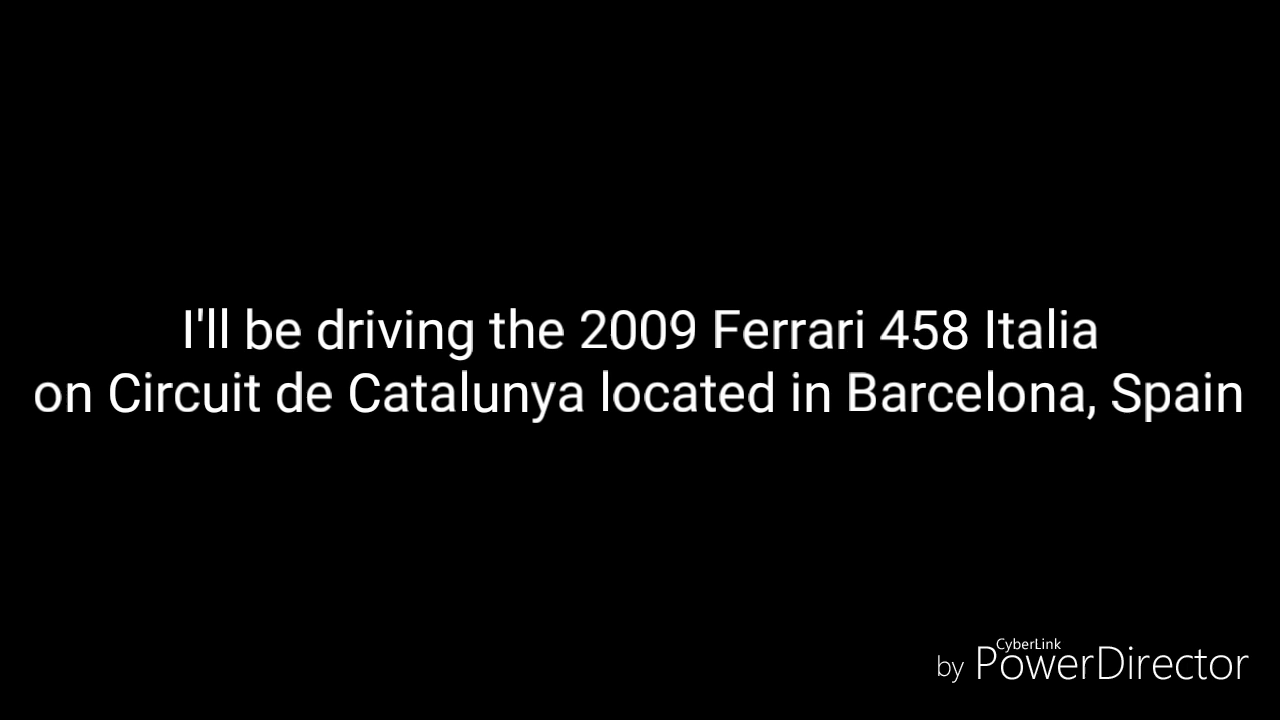 I'll be driving the 2009 Ferrari 458 Italia
on Circuit de Catalunya located in Barcelona, Spain
CyberLink
by PowerDirector